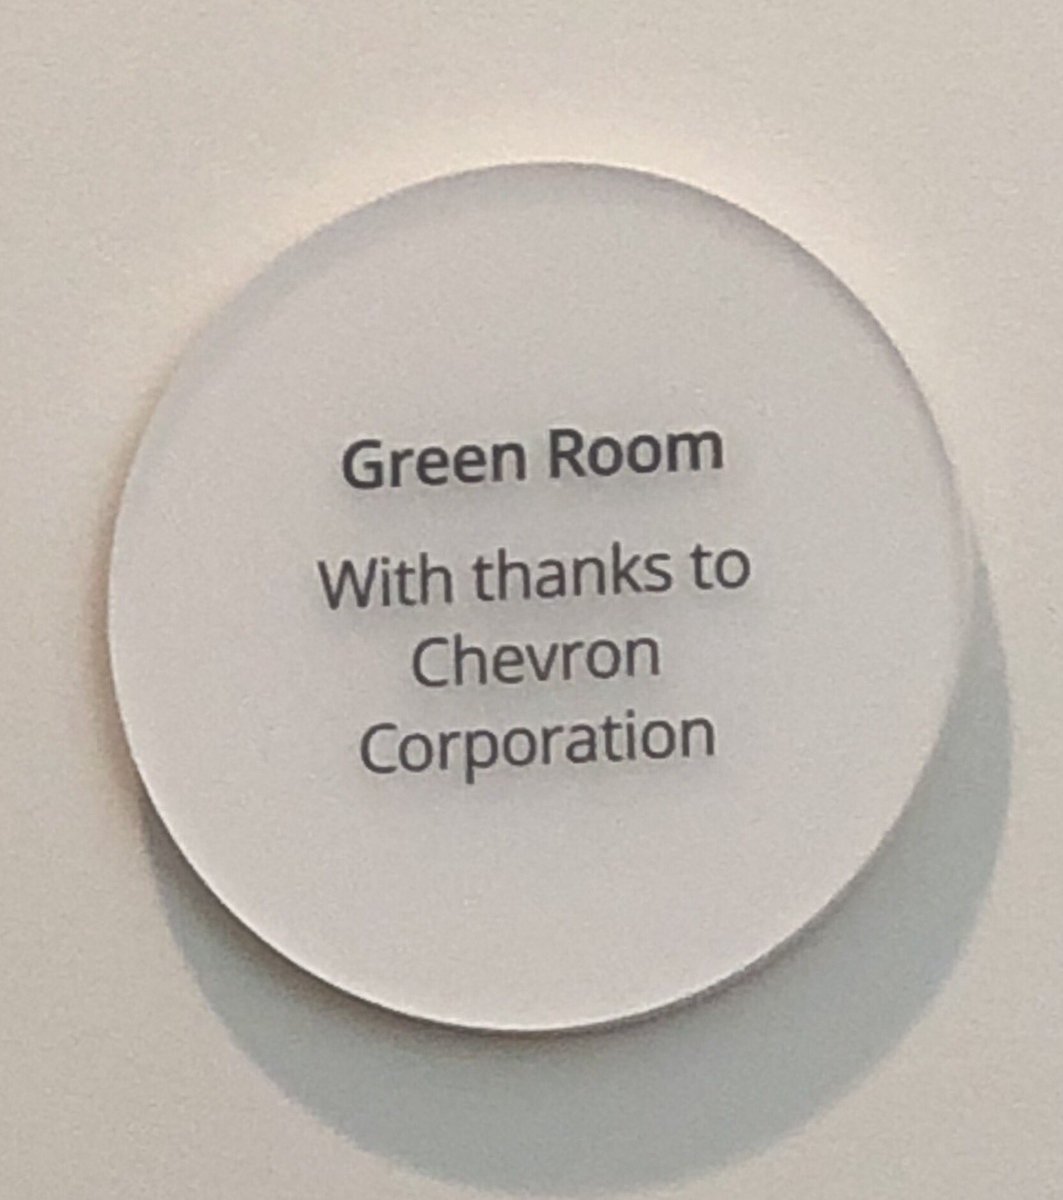 Green Room
With thanks to
Chevron
Corporation